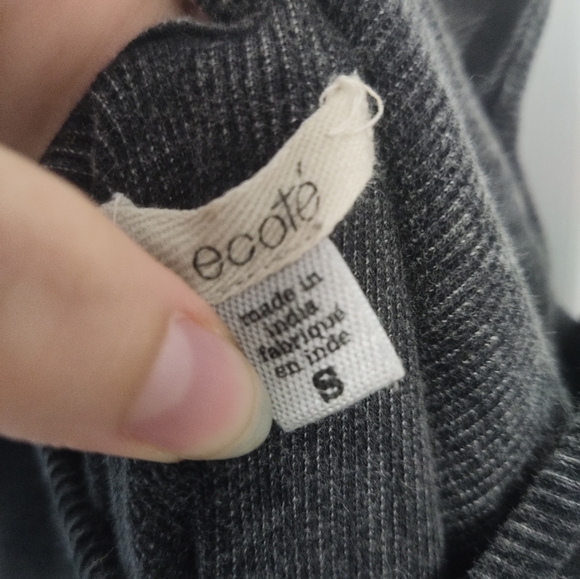 ecoté
made in
india
fabriqué
en inde
S